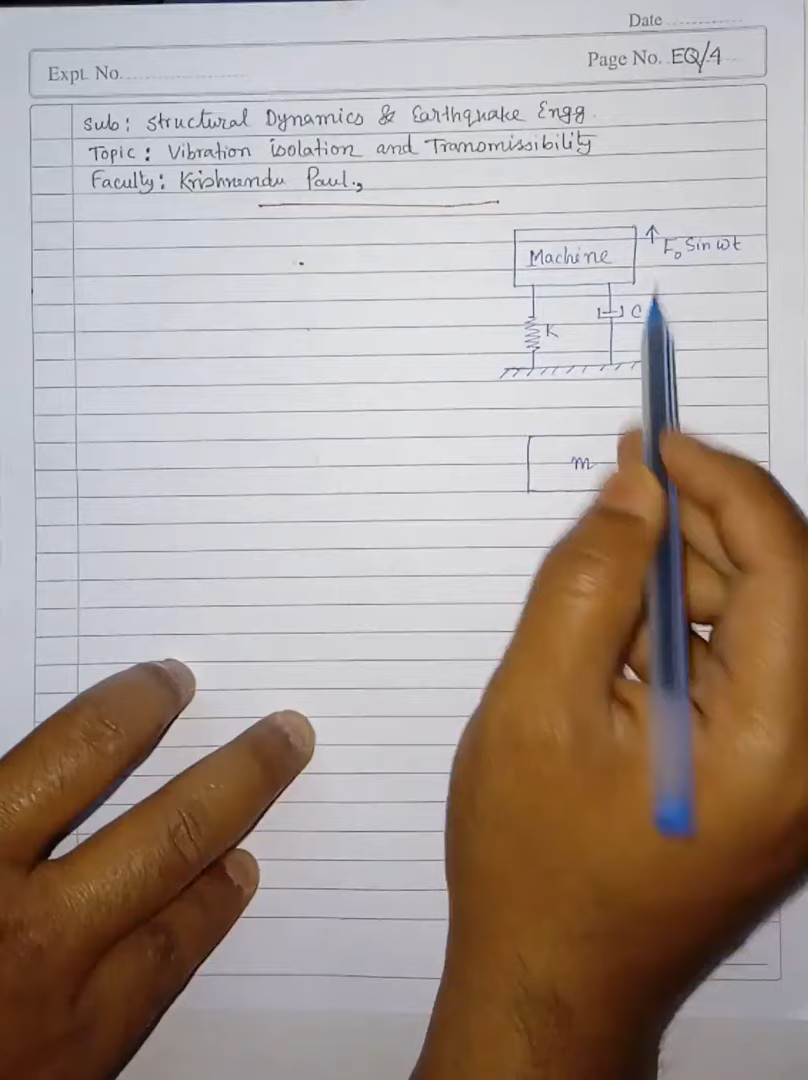 Date
Expt. No.
Page No. EQ/4
Sub: Structural Dynamics & Earthquake Engg.
Topic: Vibration isolation and Transmissibility
Faculty: Krishnendu Paul.,
Machine
F₀ Sin ωt
K
C
m